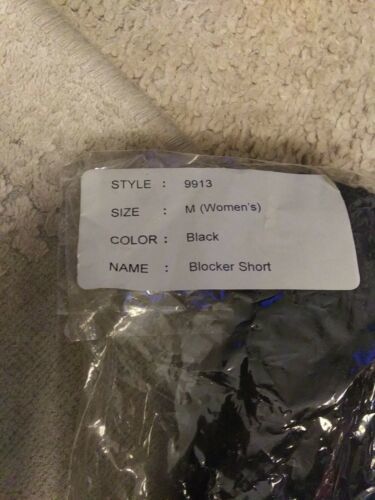 STYLE : 9913
SIZE : M (Women's)
COLOR : Black
NAME : Blocker Short